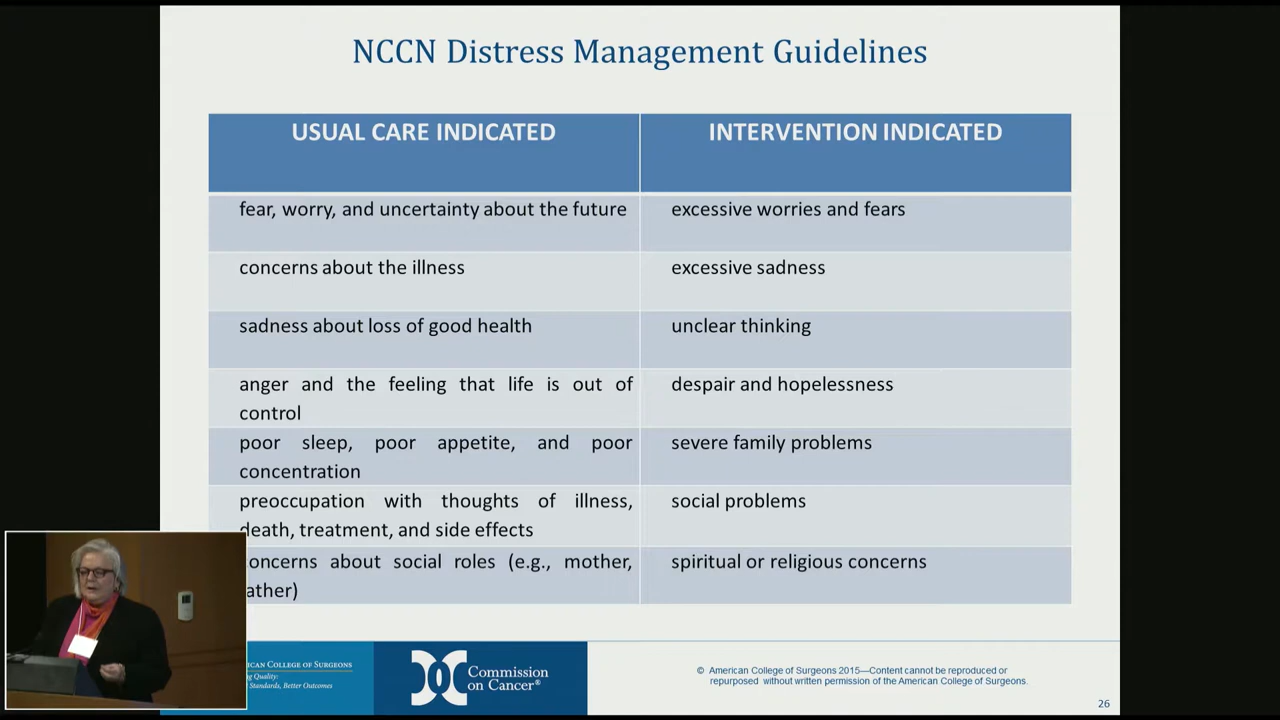 NCCN Distress Management Guidelines
USUAL CARE INDICATED
INTERVENTION INDICATED
fear, worry, and uncertainty about the future
excessive worries and fears
concerns about the illness
excessive sadness
sadness about loss of good health
unclear thinking
anger and the feeling that life is out of
control
despair and hopelessness
poor sleep, poor appetite, and poor
concentration
severe family problems
preoccupation with thoughts of illness,
death, treatment, and side effects
social problems
about social roles (e.g., mother,
spiritual or religious concerns
COLLEGE OF SURGEONS
Quality:
Standards, Better Outcomes
Commission
on Cancer®
© American College of Surgeons 2015—Content cannot be reproduced or
repurposed without written permission of the American College of Surgeons.
26